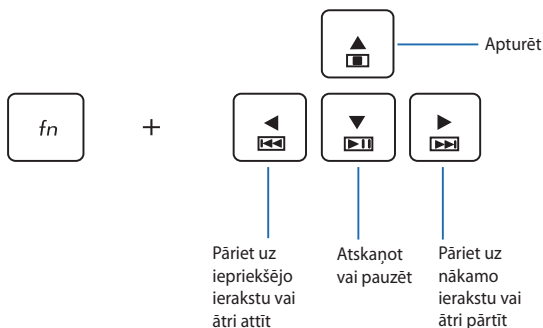 Apturēt
fn
+
Pāriet uz
iepriekšējo
ierakstu vai
ātri attīt
Atskaņot
vai pauzēt
Pāriet uz
nākamo
ierakstu vai
ātri pārtīt